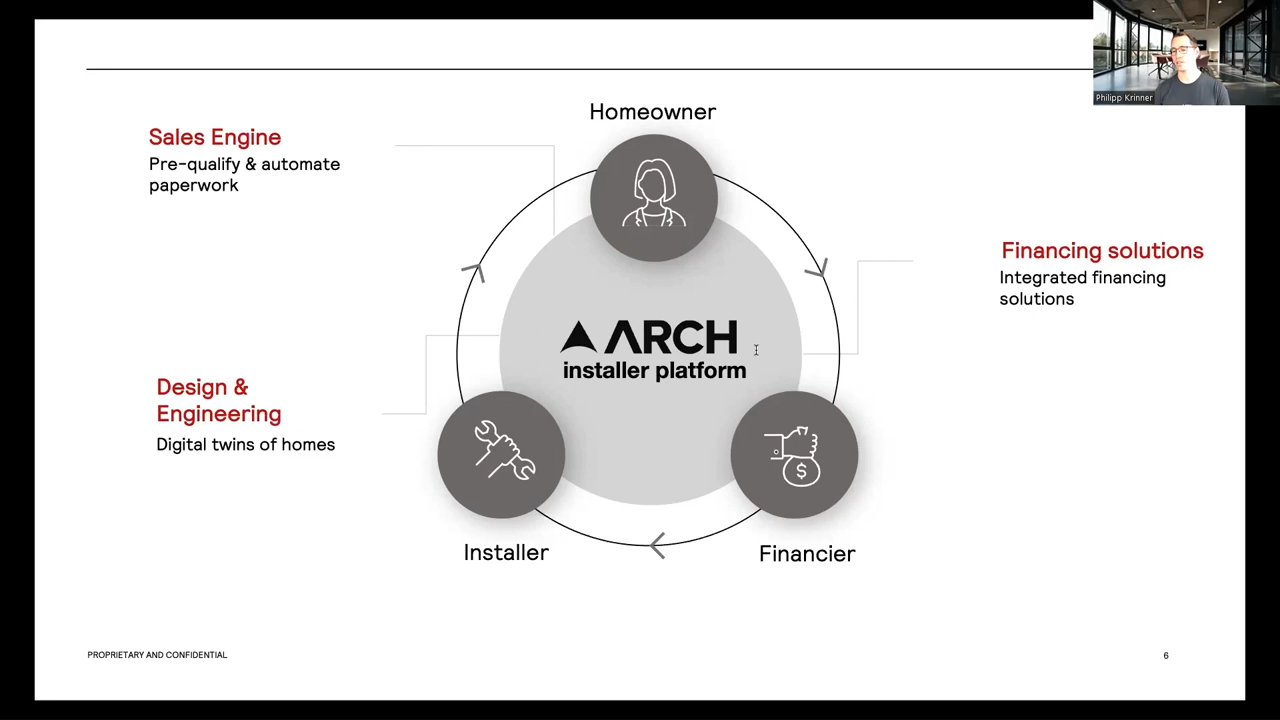 Philipp Krinner
Homeowner
Sales Engine
Pre-qualify & automate
paperwork
Financing solutions
Integrated financing
solutions
ARCH
installer platform
Design &
Engineering
Digital twins of homes
$
Installer
Financier
PROPRIETARY AND CONFIDENTIAL
6